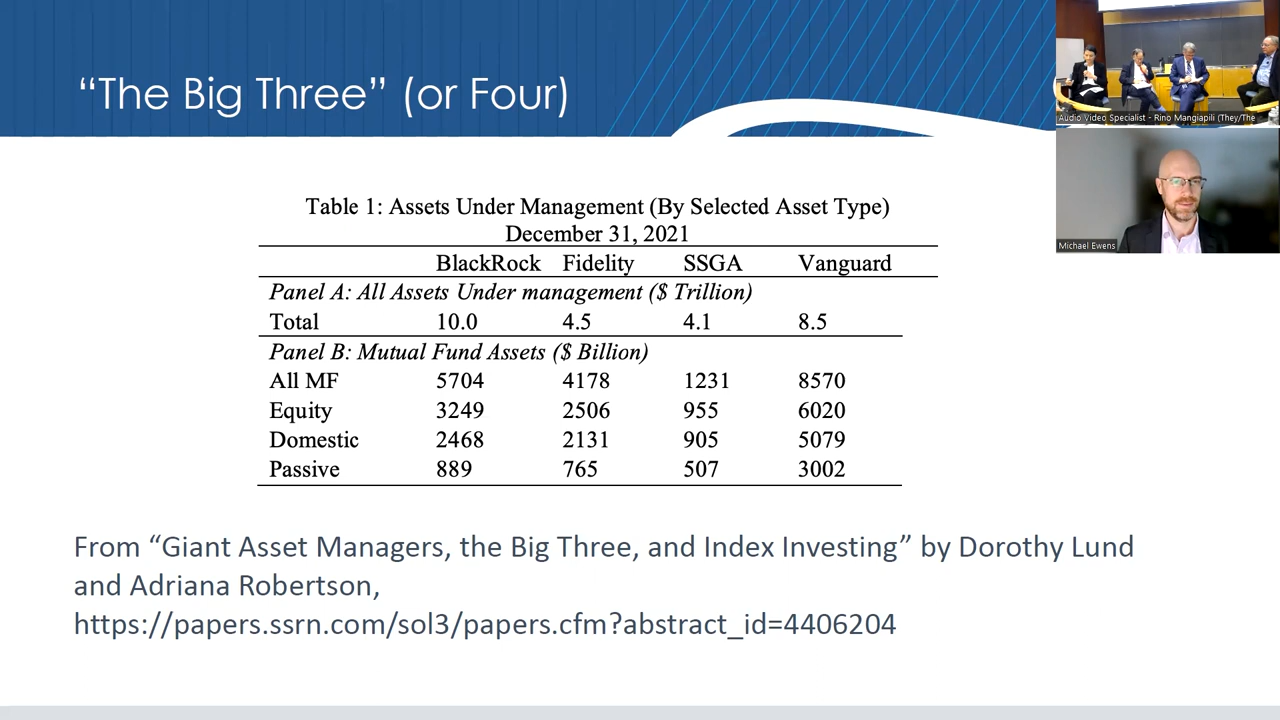 “The Big Three” (or Four)
Table 1: Assets Under Management (By Selected Asset Type)
December 31, 2021
BlackRock Fidelity SSGA Vanguard
Panel A: All Assets Under management ($ Trillion)
Total 10.0 4.5 4.1 8.5
Panel B: Mutual Fund Assets ($ Billion)
All MF 5704 4178 1231 8570
Equity 3249 2506 955 6020
Domestic 2468 2131 905 5079
Passive 889 765 507 3002
From “Giant Asset Managers, the Big Three, and Index Investing” by Dorothy Lund
and Adriana Robertson,
https://papers.ssrn.com/sol3/papers.cfm?abstract_id=4406204
Audio Video Specialist - Rino Mangiapili (They/The
Michael Ewens